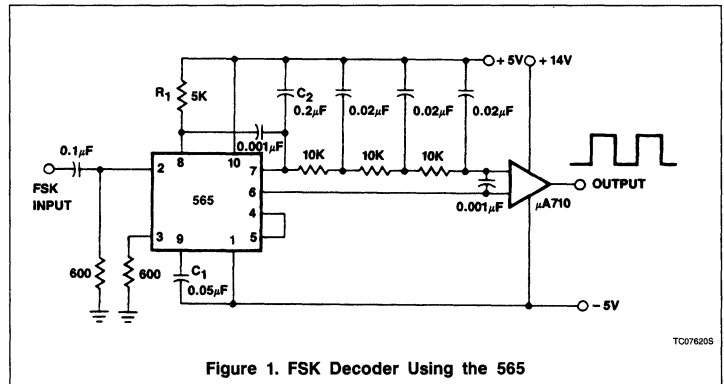 + 5V
+ 14V
R1
5K
C2
0.2μF
0.02μF
0.02μF
0.02μF
0.1μF
0.001μF
8
10
10K
10K
10K
2
7
FSK
INPUT
565
6
OUTPUT
4
0.001μF
μA710
3
9
1
5
600
600
C1
0.05μF
– 5V
TC07620S
Figure 1. FSK Decoder Using the 565